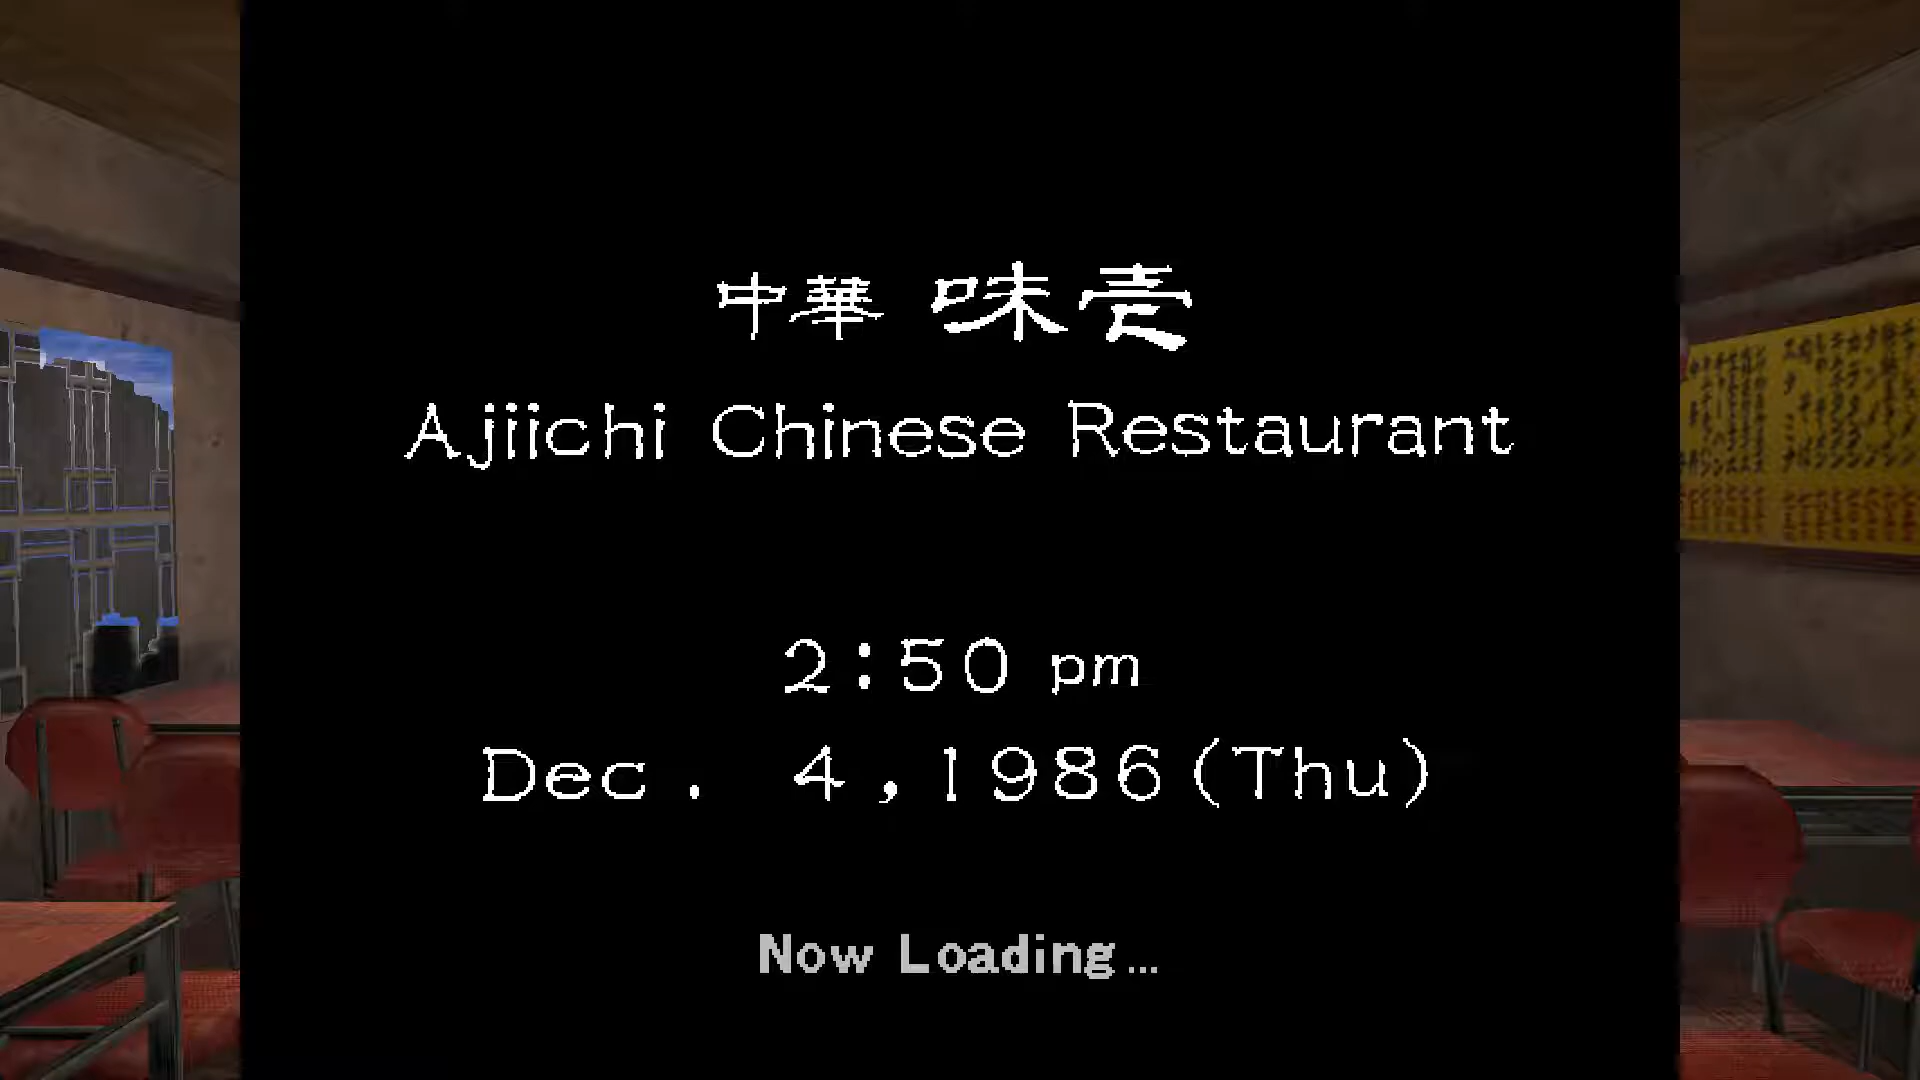 中華 味壱
Ajiichi Chinese Restaurant
2:50 pm
Dec. 4,1986(Thu)
Now Loading...